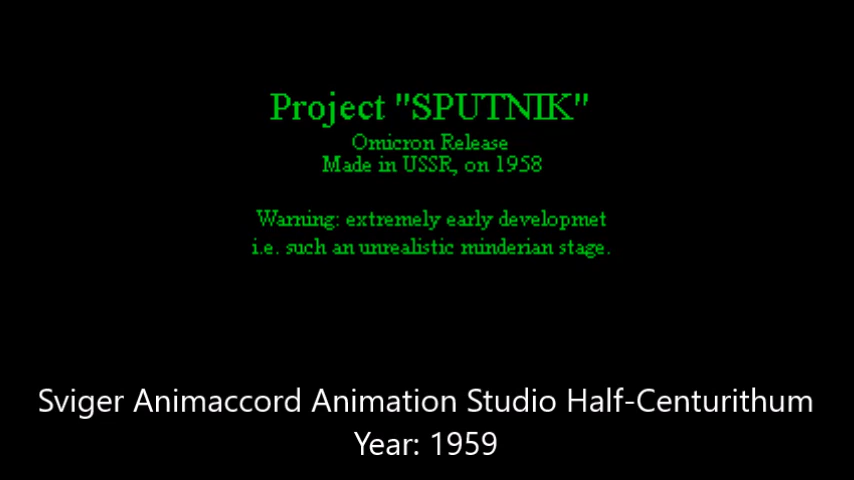 Project "SPUTNIK"
Omicron Release
Made in USSR, on 1958
Warning: extremely early developmet
i.e. such an unrealistic minderian stage.
Sviger Animaccord Animation Studio Half-Centurithum
Year: 1959